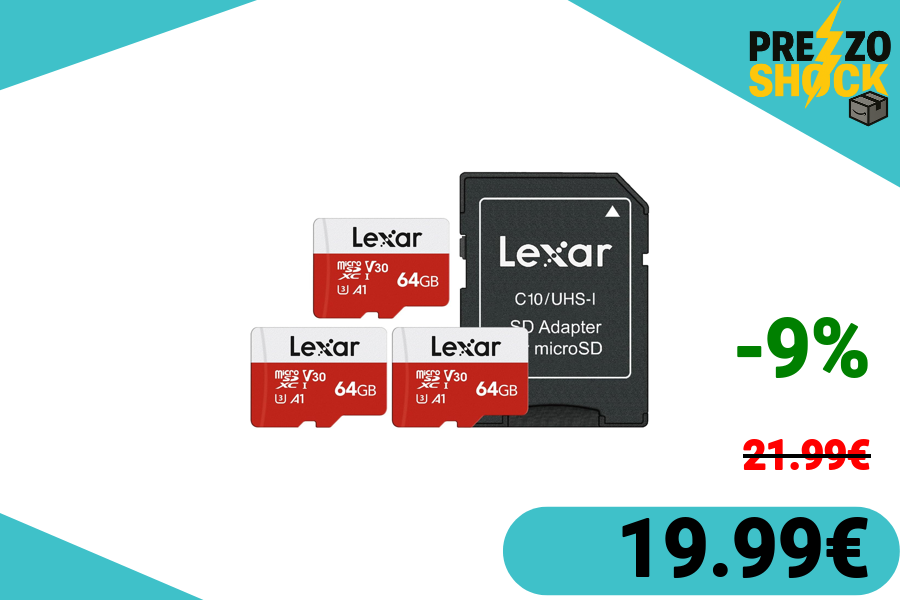 PREZZO
SHOCK
Lexar
C10/UHS-I
SD Adapter
microSD
Lexar
micro SD XC V30 I
U3 A1 64GB
Lexar
micro SD XC V30 I
U3 A1 64GB
Lexar
micro SD XC V30 I
U3 A1 64GB
-9%
21.99€
19.99€